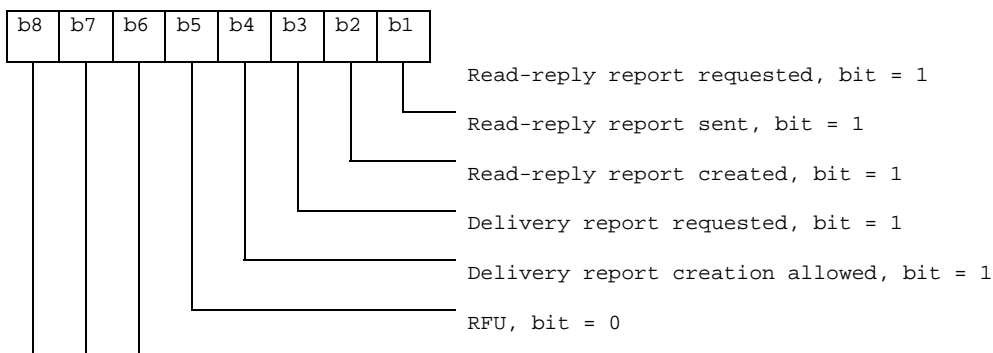 b8 b7 b6 b5 b4 b3 b2 b1
Read-reply report requested, bit = 1
Read-reply report sent, bit = 1
Read-reply report created, bit = 1
Delivery report requested, bit = 1
Delivery report creation allowed, bit = 1
RFU, bit = 0